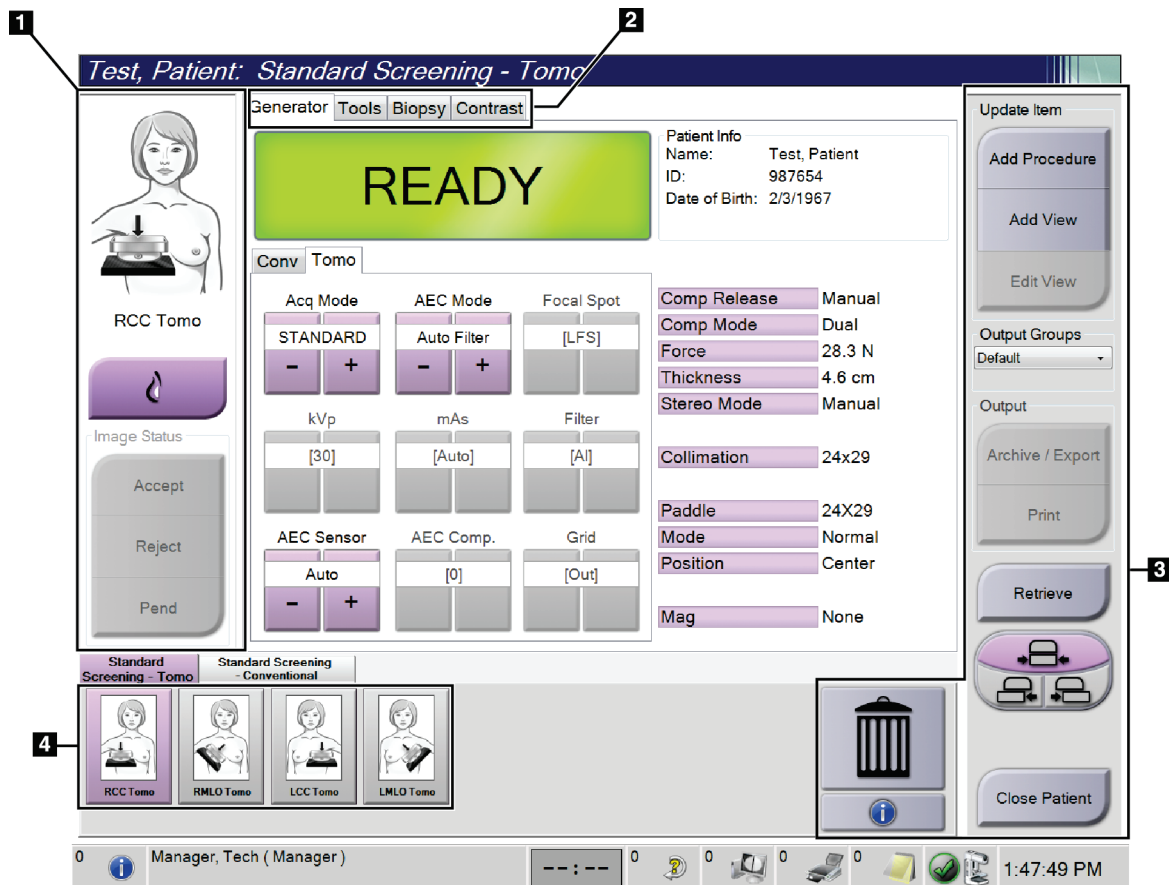 1
2
Test, Patient: Standard Screening - Tomo
Generator Tools Biopsy Contrast
READY
Patient Info
Name: Test, Patient
ID: 987654
Date of Birth: 2/3/1967
RCC Tomo
Image Status
Accept
Reject
Pend
Conv Tomo
Acq Mode AEC Mode Focal Spot
STANDARD Auto Filter [LFS]
- + - +
kVp mAs Filter
[30] [Auto] [Al]
AEC Sensor AEC Comp. Grid
Auto [0] [Out]
- +
Comp Release Manual
Comp Mode Dual
Force 28.3 N
Thickness 4.6 cm
Stereo Mode Manual
Collimation 24x29
Paddle 24X29
Mode Normal
Position Center
Mag None
Update Item
Add Procedure
Add View
Edit View
Output Groups
Default
Output
Archive / Export
Print
3
Retrieve
Close Patient
Standard
Screening - Tomo
Standard Screening
- Conventional
4
RCC Tomo RMLO Tomo LCC Tomo LMLO Tomo
i
0 i Manager, Tech ( Manager ) --:-- 0 ? 0 0 0 1:47:49 PM